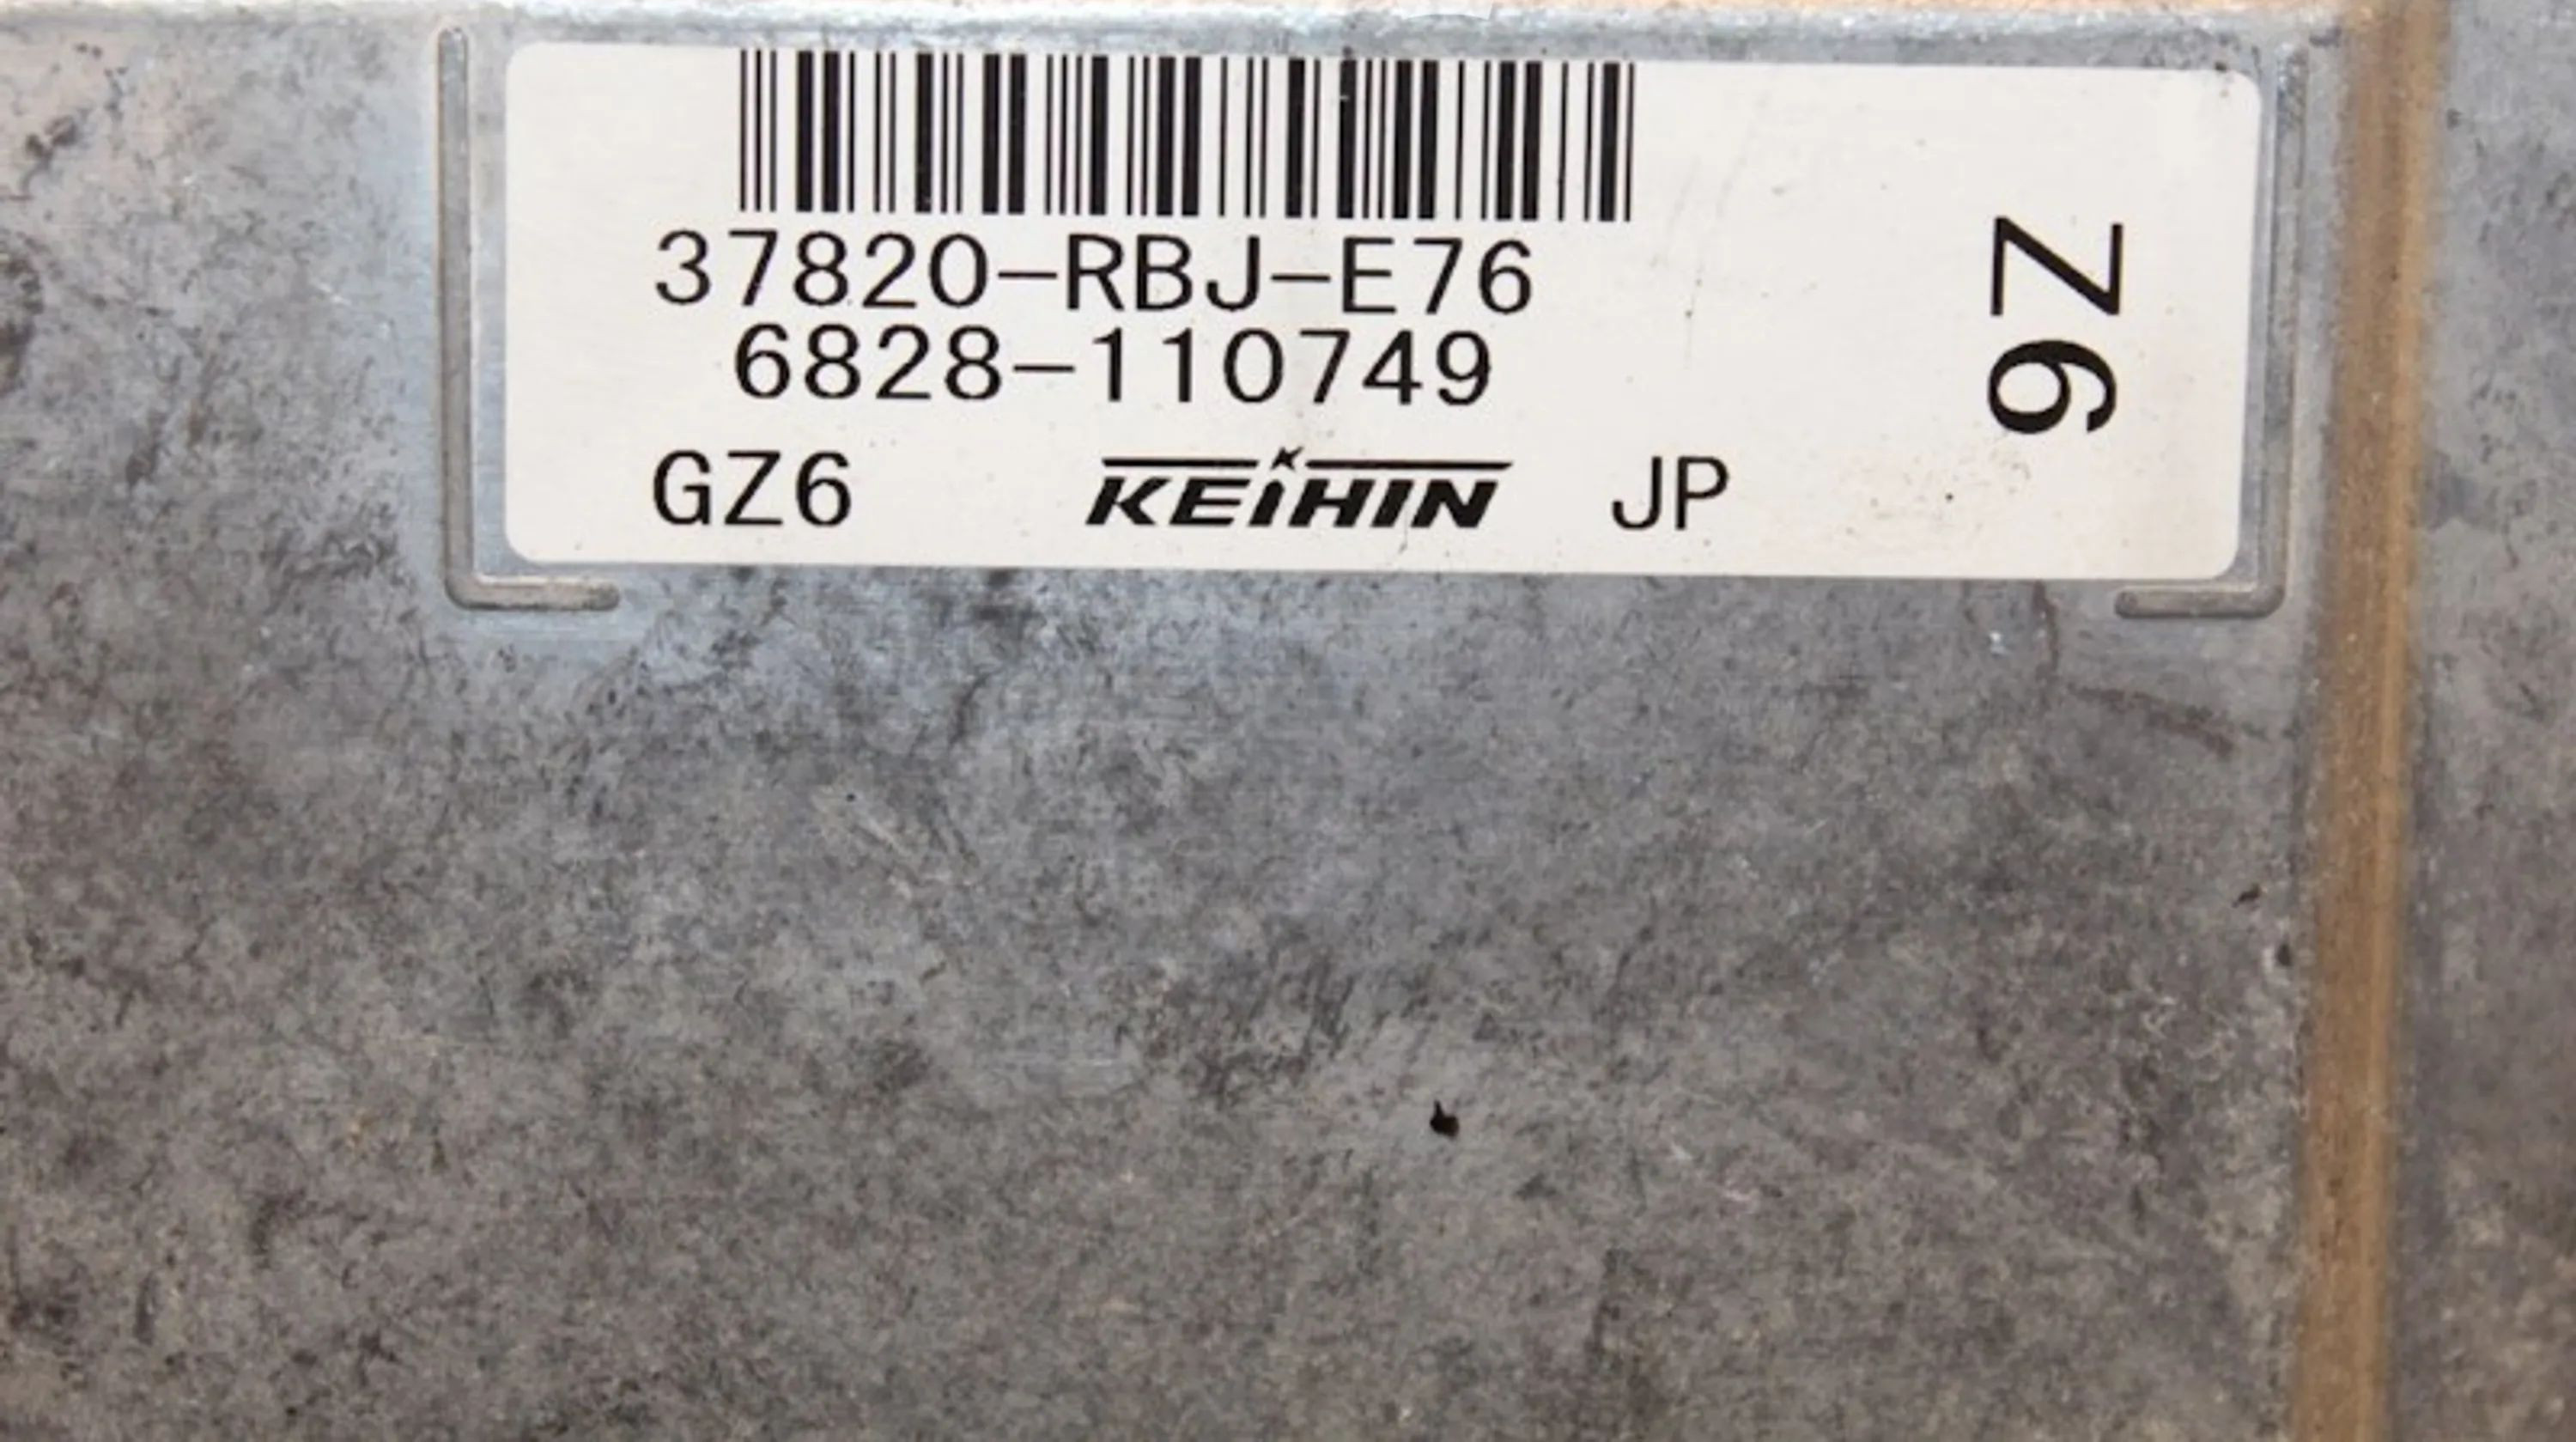 37820-RBJ-E76
6828-110749
GZ6 KEIHIN JP
Z6